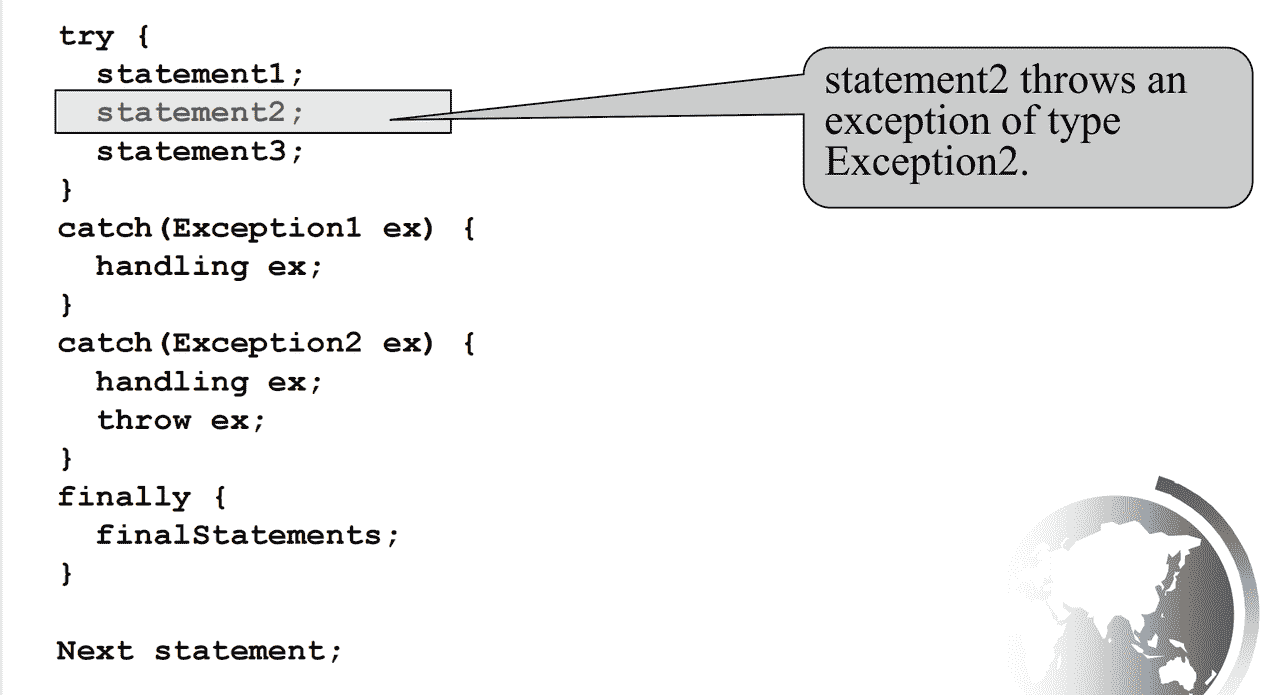 try {
statement1;
statement2;
statement3;
}
catch(Exception1 ex) {
handling ex;
}
catch(Exception2 ex) {
handling ex;
throw ex;
}
finally {
finalStatements;
}
Next statement;
statement2 throws an
exception of type
Exception2.